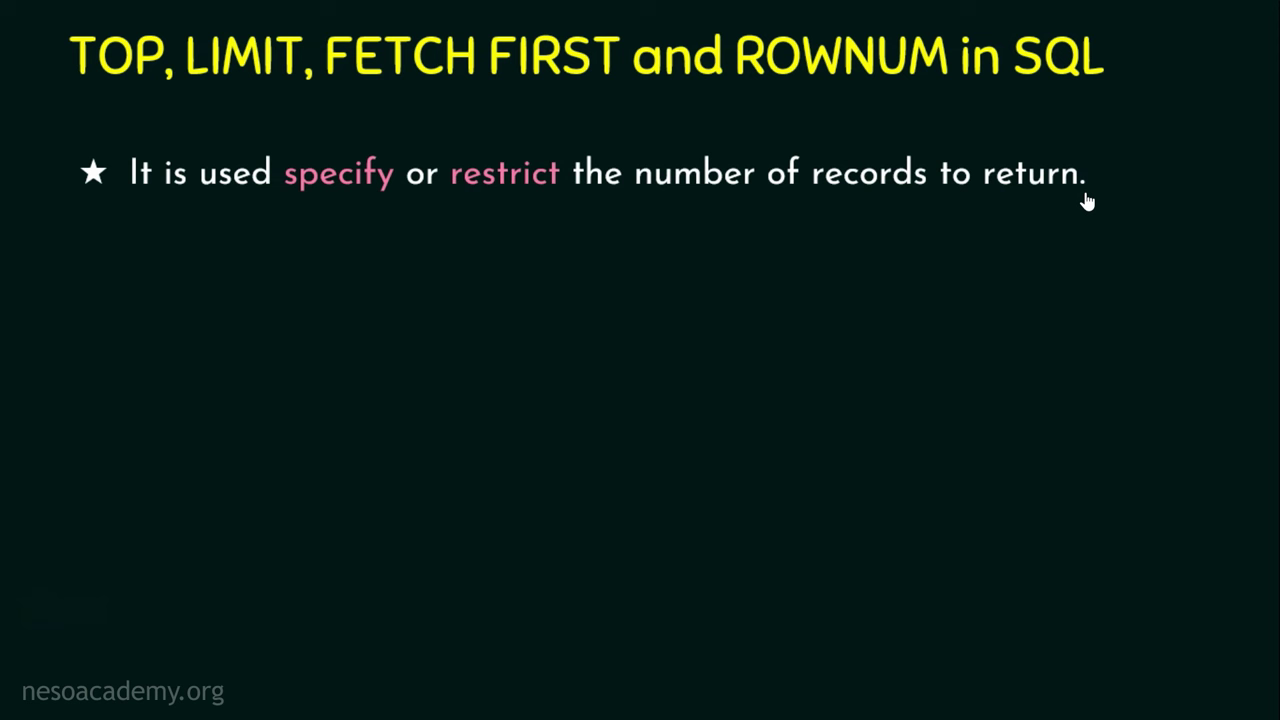 TOP, LIMIT, FETCH FIRST and ROWNUM in SQL
★ It is used specify or restrict the number of records to return.
nesoacademy.org